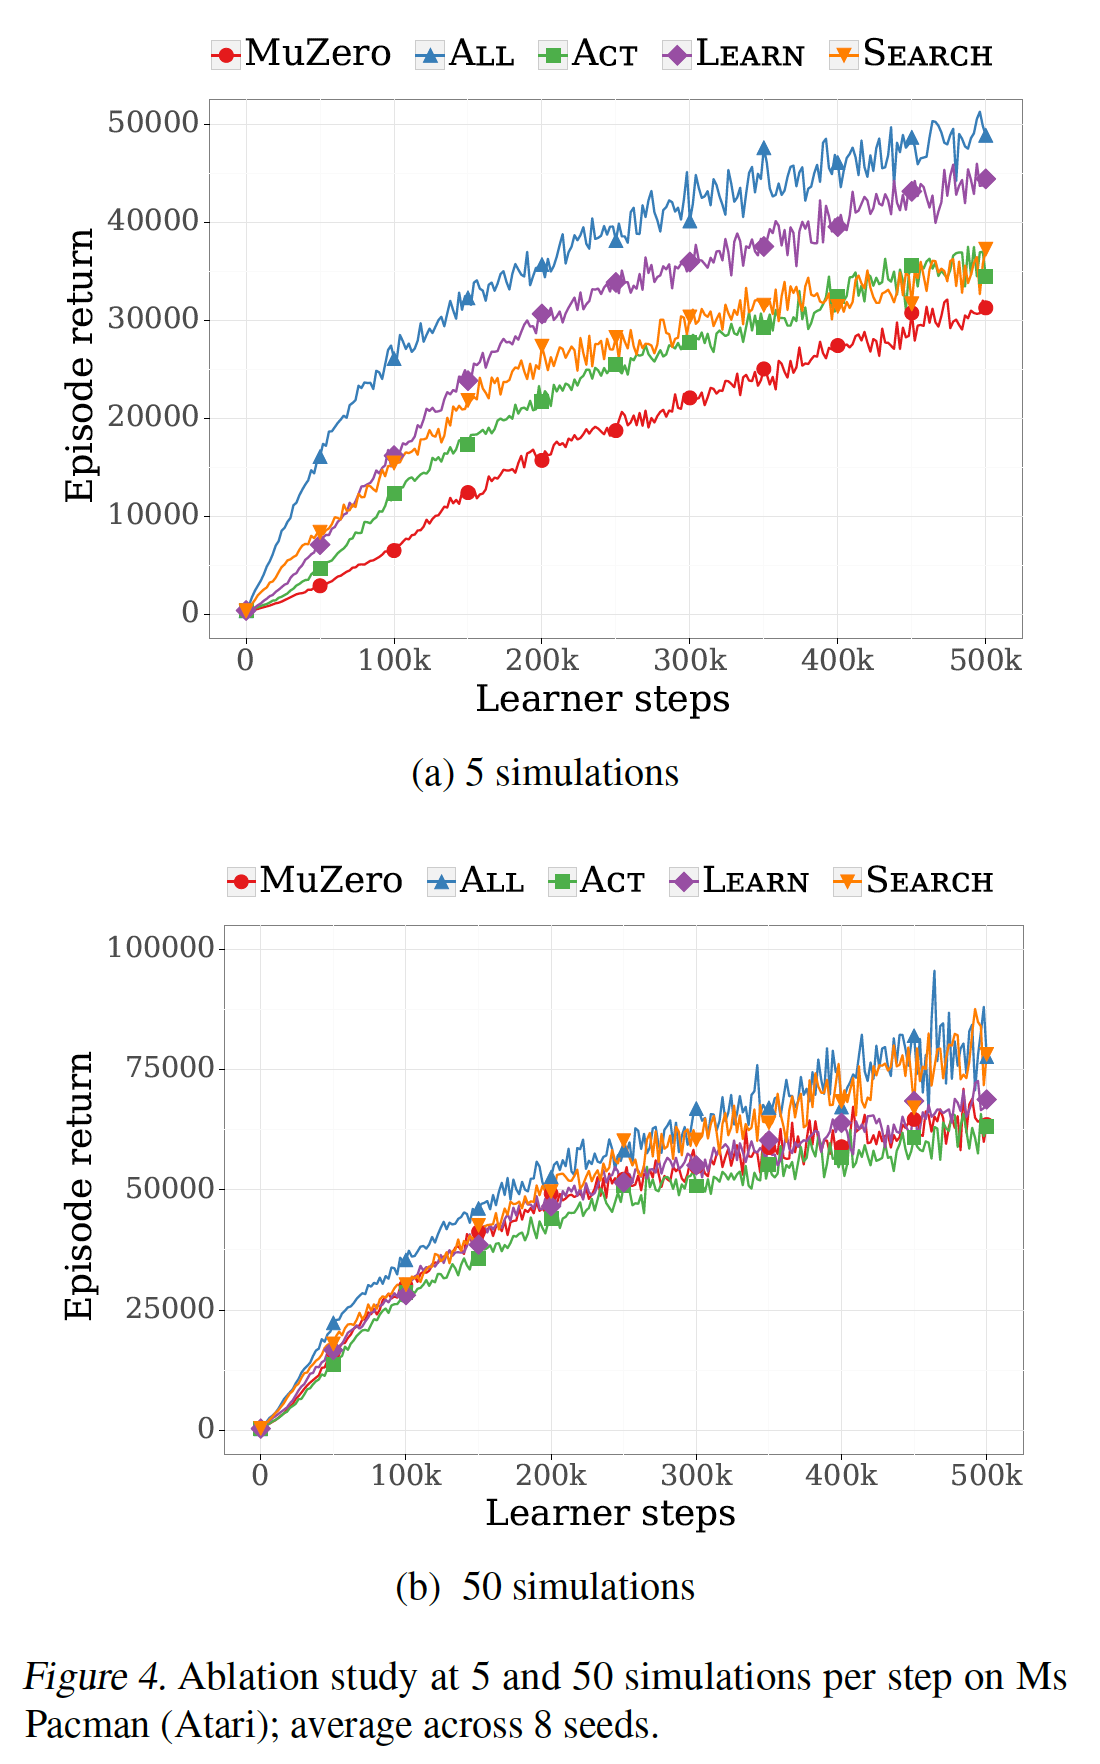 MuZero ALL ACT LEARN SEARCH
50000
40000
30000
20000
10000
0
Episode return
0 100k 200k 300k 400k 500k
Learner steps
(a) 5 simulations
MuZero ALL ACT LEARN SEARCH
100000
75000
50000
25000
0
Episode return
0 100k 200k 300k 400k 500k
Learner steps
(b) 50 simulations
Figure 4. Ablation study at 5 and 50 simulations per step on Ms
Pacman (Atari); average across 8 seeds.